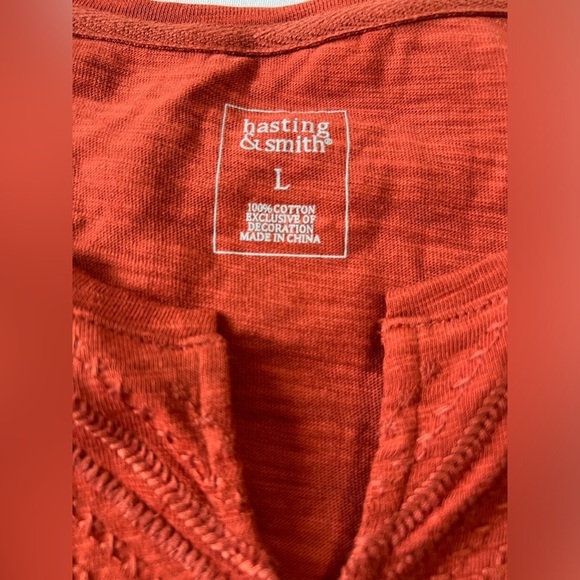 hasting
& smith®
L
100% COTTON
EXCLUSIVE OF
DECORATION
MADE IN CHINA